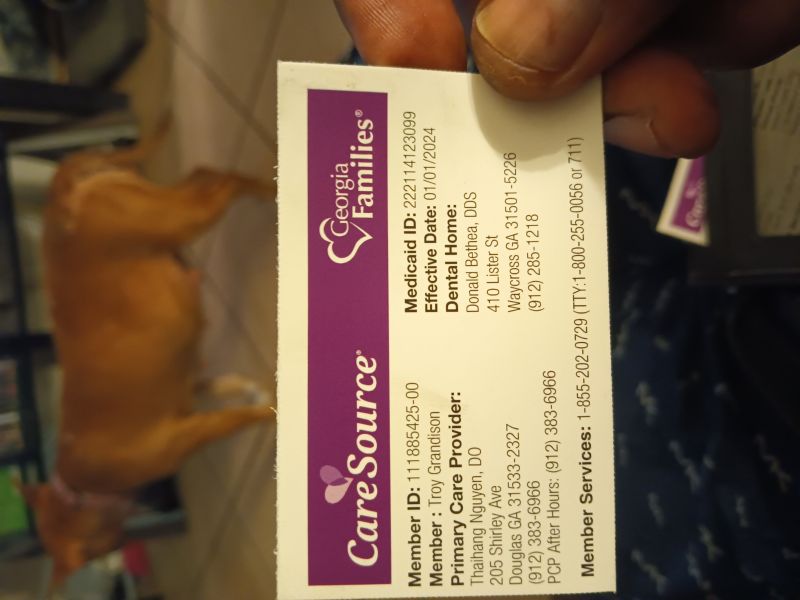 CareSource®
Georgia
Families®
Member ID: 111885425-00
Member : Troy Grandison
Primary Care Provider:
Thaihang Nguyen, DO
205 Shirley Ave
Douglas GA 31533-2327
(912) 383-6966
PCP After Hours: (912) 383-6966
Medicaid ID: 222114123099
Effective Date: 01/01/2024
Dental Home:
Donald Bethea, DDS
410 Lister St
Waycross GA 31501-5226
(912) 285-1218
Member Services: 1-855-202-0729 (TTY:1-800-255-0056 or 711)